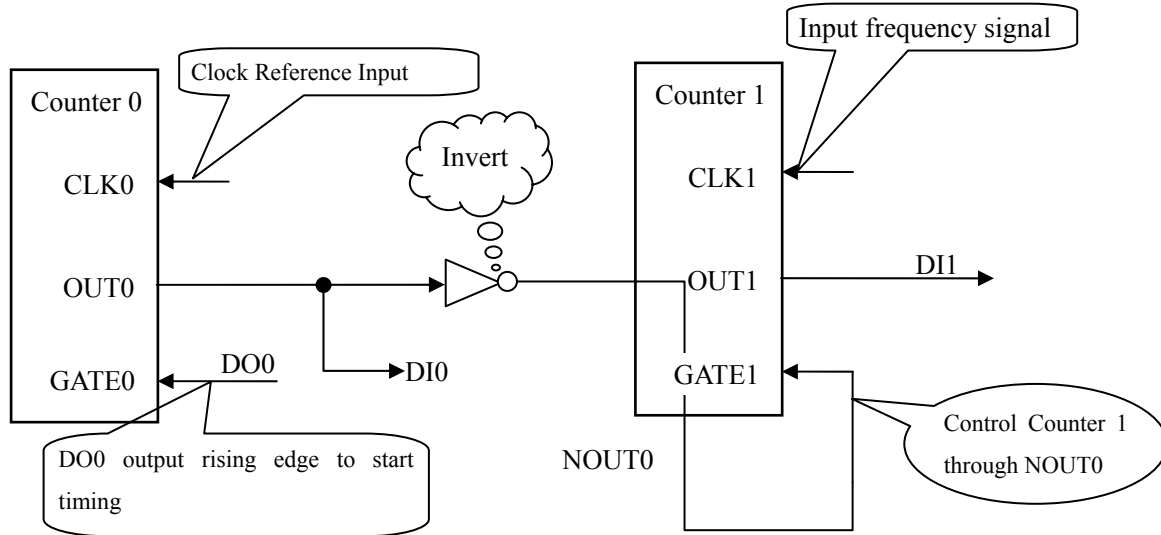 Counter 0
CLK0
OUT0
GATE0
Clock Reference Input
DO0
DO0 output rising edge to start
timing
DI0
Invert
Input frequency signal
Counter 1
CLK1
OUT1
GATE1
DI1
NOUT0
Control Counter 1
through NOUT0